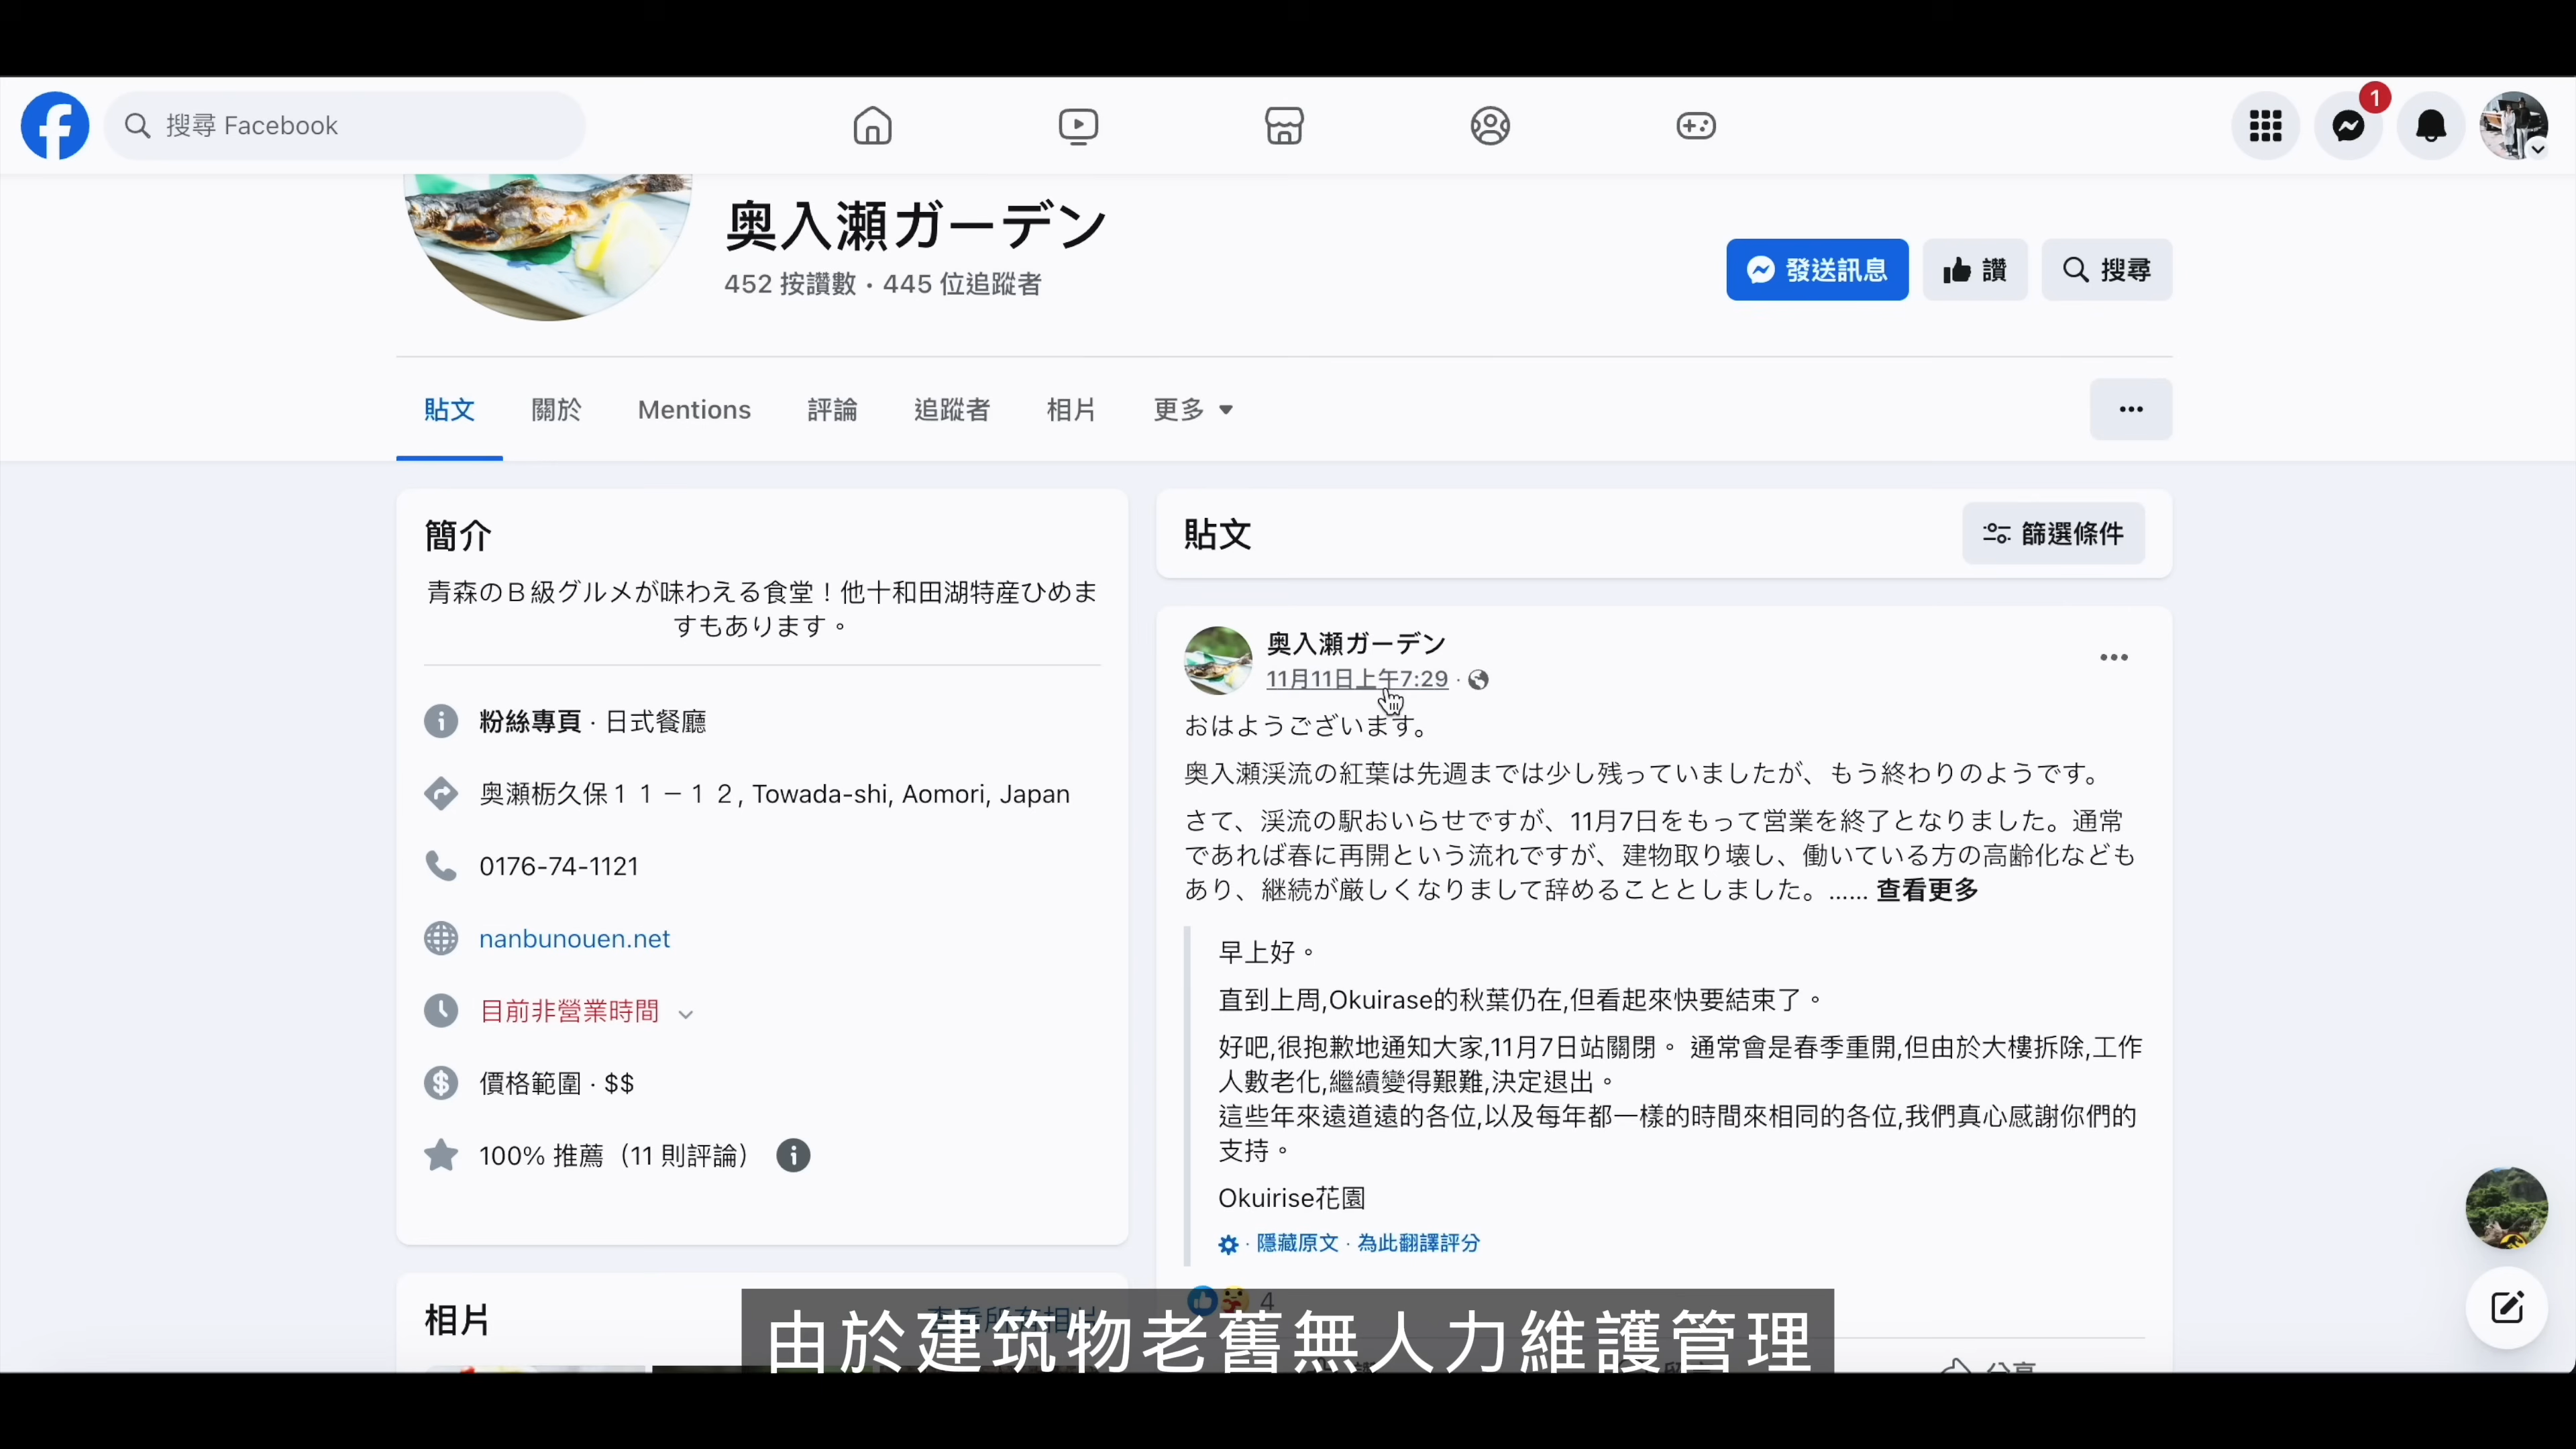 搜尋 Facebook
1
奥入瀬ガーデン
452 按讚數 · 445 位追蹤者
發送訊息
讚
搜尋
貼文
關於
Mentions
評論
追蹤者
相片
更多
簡介
青森のＢ級グルメが味わえる食堂！他十和田湖特産ひめま
すもあります。
粉絲專頁 · 日式餐廳
奥瀬栃久保１１－１２, Towada-shi, Aomori, Japan
0176-74-1121
nanbunouen.net
目前非營業時間
價格範圍 · $$
100% 推薦（11 則評論）
相片
查看所有相片
貼文
篩選條件
奥入瀬ガーデン
11月11日上午7:29 ·
おはようございます。
奥入瀬渓流の紅葉は先週までは少し残っていましたが、もう終わりのようです。
さて、渓流の駅おいらせですが、11月7日をもって営業を終了となりました。通常
であれば春に再開という流れですが、建物取り壊し、働いている方の高齢化なども
あり、継続が厳しくなりまして辞めることとしました。…… 查看更多
早上好。
直到上周,Okuirase的秋葉仍在,但看起來快要結束了。
好吧,很抱歉地通知大家,11月7日站關閉。 通常會是春季重開,但由於大樓拆除,工作
人數老化,繼續變得艱難,決定退出。
這些年來遠道遠的各位,以及每年都一樣的時間來相同的各位,我們真心感謝你們的
支持。
Okuirise花園
· 隱藏原文 · 為此翻譯評分
4
分享
由於建筑物老舊無人力維護管理